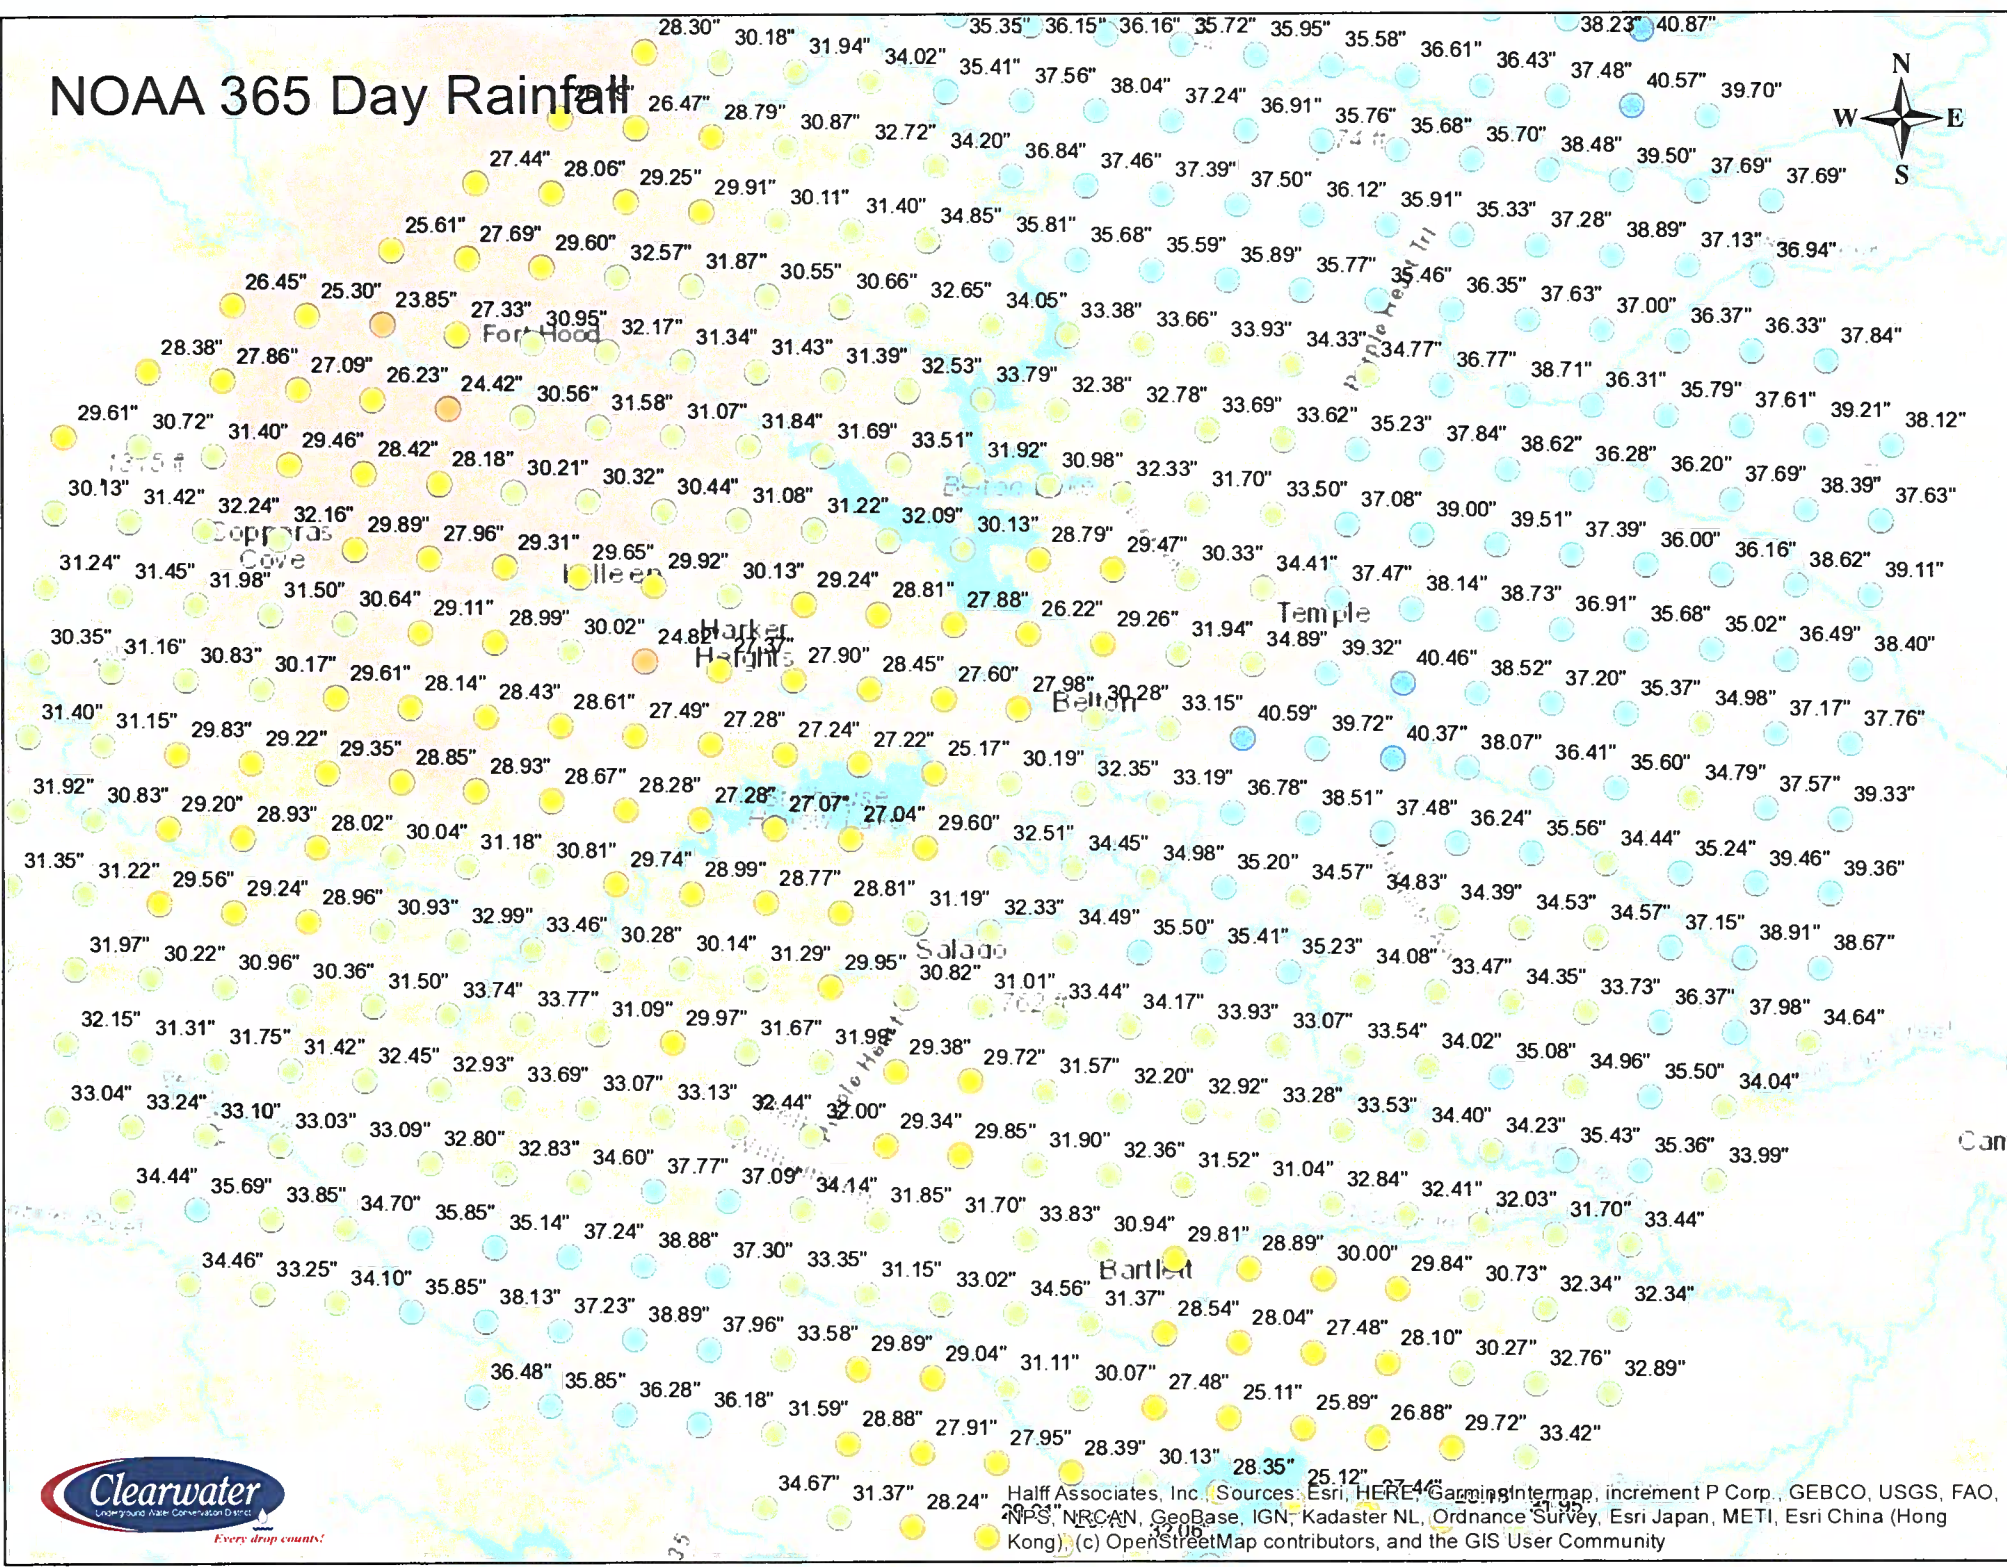 28.30" 35.35" 36.15" 36.16" 35.72" 35.95" 38.23" 40.87"
30.18" 31.94" 34.02" 35.58" 36.61" 36.43"
NOAA 365 Day Rainfall
35.41" 37.56" 38.04" 37.24" 36.91" 35.76" 37.48" 40.57" 39.70"
N
W E
S
26.47" 28.79" 30.87" 32.72" 34.20" 36.84" 37.46" 37.39" 37.50" 36.12" 35.68" 35.70" 38.48" 39.50" 37.69" 37.69"
27.44" 28.06" 29.25" 29.91" 30.11" 31.40" 34.85" 35.81" 35.68" 35.59" 35.89" 35.77" 35.91" 35.33" 37.28" 38.89" 37.13" 36.94"
25.61" 27.69" 29.60" 32.57" 31.87" 30.55" 30.66" 32.65" 34.05" 33.38" 33.66" 33.93" 34.33" 35.46" 36.35" 37.63" 37.00" 36.37" 36.33" 37.84"
26.45" 25.30" 23.85" 27.33" 30.95" 32.17" 31.34" 31.43" 31.39" 32.53" 33.79" 32.38" 32.78" 33.69" 33.62" 34.77" 36.77" 38.71" 36.31" 35.79" 37.61" 39.21" 38.12"
Fort Hood
28.38" 27.86" 27.09" 26.23" 24.42" 30.56" 31.58" 31.07" 31.84" 31.69" 33.51" 31.92" 30.98" 32.33" 31.70" 33.50" 35.23" 37.84" 38.62" 36.28" 36.20" 37.69" 38.39" 37.63"
29.61" 30.72" 31.40" 29.46" 28.42" 28.18" 30.21" 30.32" 30.44" 31.08" 31.22" 32.09" 30.13" 28.79" 29.47" 30.33" 34.41" 37.08" 39.00" 39.51" 37.39" 36.00" 36.16" 38.62" 39.11"
30.13" 31.42" 32.24" 32.16" 29.89" 27.96" 29.31" 29.65" 29.92" 30.13" 29.24" 28.81" 27.88" 26.22" 29.26" 31.94" 34.89" 37.47" 38.14" 38.73" 36.91" 35.68" 35.02" 36.49" 38.40"
Copperas
Cove
Killeen
Temple
31.24" 31.45" 31.98" 31.50" 30.64" 29.11" 28.99" 30.02" 24.82" 27.37" 27.90" 28.45" 27.60" 27.98" 30.28" 33.15" 39.32" 40.46" 38.52" 37.20" 35.37" 34.98" 37.17" 37.76"
Harker
Heights
Belton
30.35" 31.16" 30.83" 30.17" 29.61" 28.14" 28.43" 28.61" 27.49" 27.28" 27.24" 27.22" 25.17" 30.19" 32.35" 33.19" 40.59" 39.72" 40.37" 38.07" 36.41" 35.60" 34.79" 37.57" 39.33"
31.40" 31.15" 29.83" 29.22" 29.35" 28.85" 28.93" 28.67" 28.28" 27.28" 27.07" 27.04" 29.60" 32.51" 34.45" 34.98" 36.78" 38.51" 37.48" 36.24" 35.56" 34.44" 35.24" 39.46" 39.36"
31.92" 30.83" 29.20" 28.93" 28.02" 30.04" 31.18" 30.81" 29.74" 28.99" 28.77" 28.81" 31.19" 32.33" 34.49" 35.50" 35.20" 34.57" 34.83" 34.39" 34.53" 34.57" 37.15" 38.91" 38.67"
31.35" 31.22" 29.56" 29.24" 28.96" 30.93" 32.99" 33.46" 30.28" 30.14" 31.29" 29.95" 30.82" 31.01" 33.44" 34.17" 35.41" 35.23" 34.08" 33.47" 34.35" 33.73" 36.37" 37.98" 34.64"
Salado
762 ft
31.97" 30.22" 30.96" 30.36" 31.50" 33.74" 33.77" 31.09" 29.97" 31.67" 31.99" 29.38" 29.72" 31.57" 32.20" 33.93" 33.07" 33.54" 34.02" 35.08" 34.96" 35.50" 34.04"
32.15" 31.31" 31.75" 31.42" 32.45" 32.93" 33.69" 33.07" 33.13" 32.44" 32.00" 29.34" 29.85" 31.90" 32.36" 32.92" 33.28" 33.53" 34.40" 34.23" 35.43" 35.36" 33.99"
33.04" 33.24" 33.10" 33.03" 33.09" 32.80" 32.83" 34.60" 37.77" 37.09" 34.14" 31.85" 31.70" 33.83" 30.94" 31.52" 31.04" 32.84" 32.41" 32.03" 31.70" 33.44"
34.44" 35.69" 33.85" 34.70" 35.85" 35.14" 37.24" 38.88" 37.30" 33.35" 31.15" 33.02" 34.56" 31.37" 29.81" 28.89" 30.00" 29.84" 30.73" 32.34" 32.34"
Bartlett
34.46" 33.25" 34.10" 35.85" 38.13" 37.23" 38.89" 37.96" 33.58" 29.89" 29.04" 31.11" 30.07" 28.54" 28.04" 27.48" 28.10" 30.27" 32.76" 32.89"
36.48" 35.85" 36.28" 36.18" 31.59" 28.88" 27.91" 27.95" 28.39" 30.13" 27.48" 25.11" 25.89" 26.88" 29.72" 33.42"
34.67" 31.37" 28.24" 28.35" 25.12" 27.44"
Clearwater
Underground Water Conservation District
Every drop counts!
35
Halff Associates, Inc., Sources: Esri, HERE, Garmin, Intermap, increment P Corp., GEBCO, USGS, FAO,
NPS, NRCAN, GeoBase, IGN, Kadaster NL, Ordnance Survey, Esri Japan, METI, Esri China (Hong
Kong), (c) OpenStreetMap contributors, and the GIS User Community